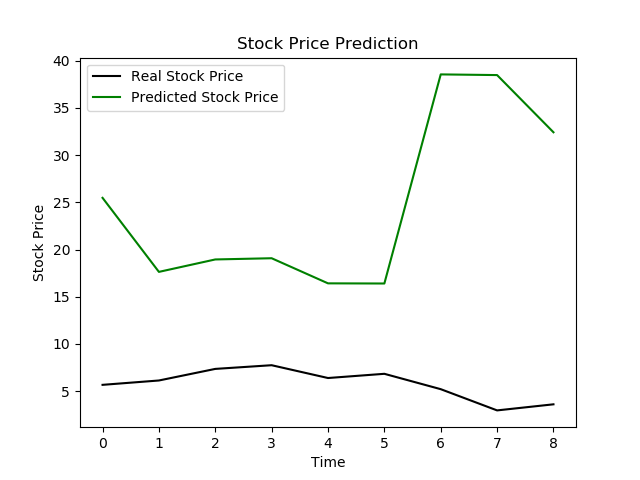 Stock Price Prediction
Real Stock Price
Predicted Stock Price
Stock Price
40
35
30
25
20
15
10
5
0 1 2 3 4 5 6 7 8
Time